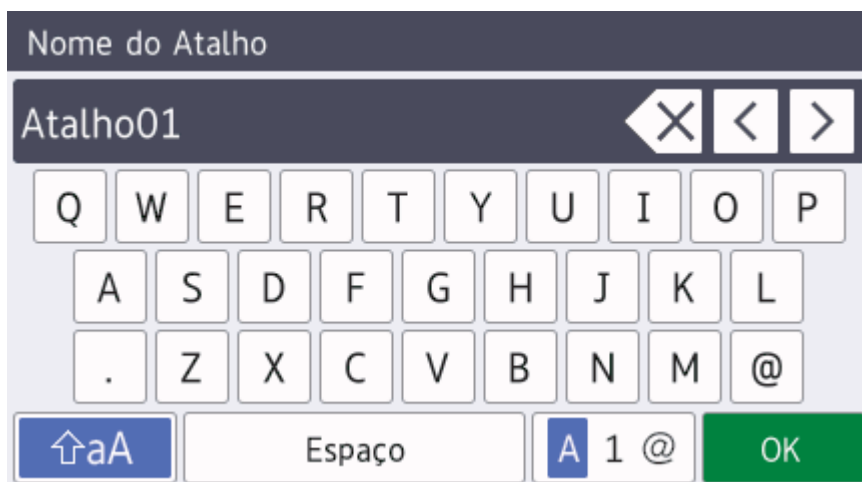 Nome do Atalho
Atalho01
Q W E R T Y U I O P
A S D F G H J K L
. Z X C V B N M @
aA Espaço A 1 @ OK